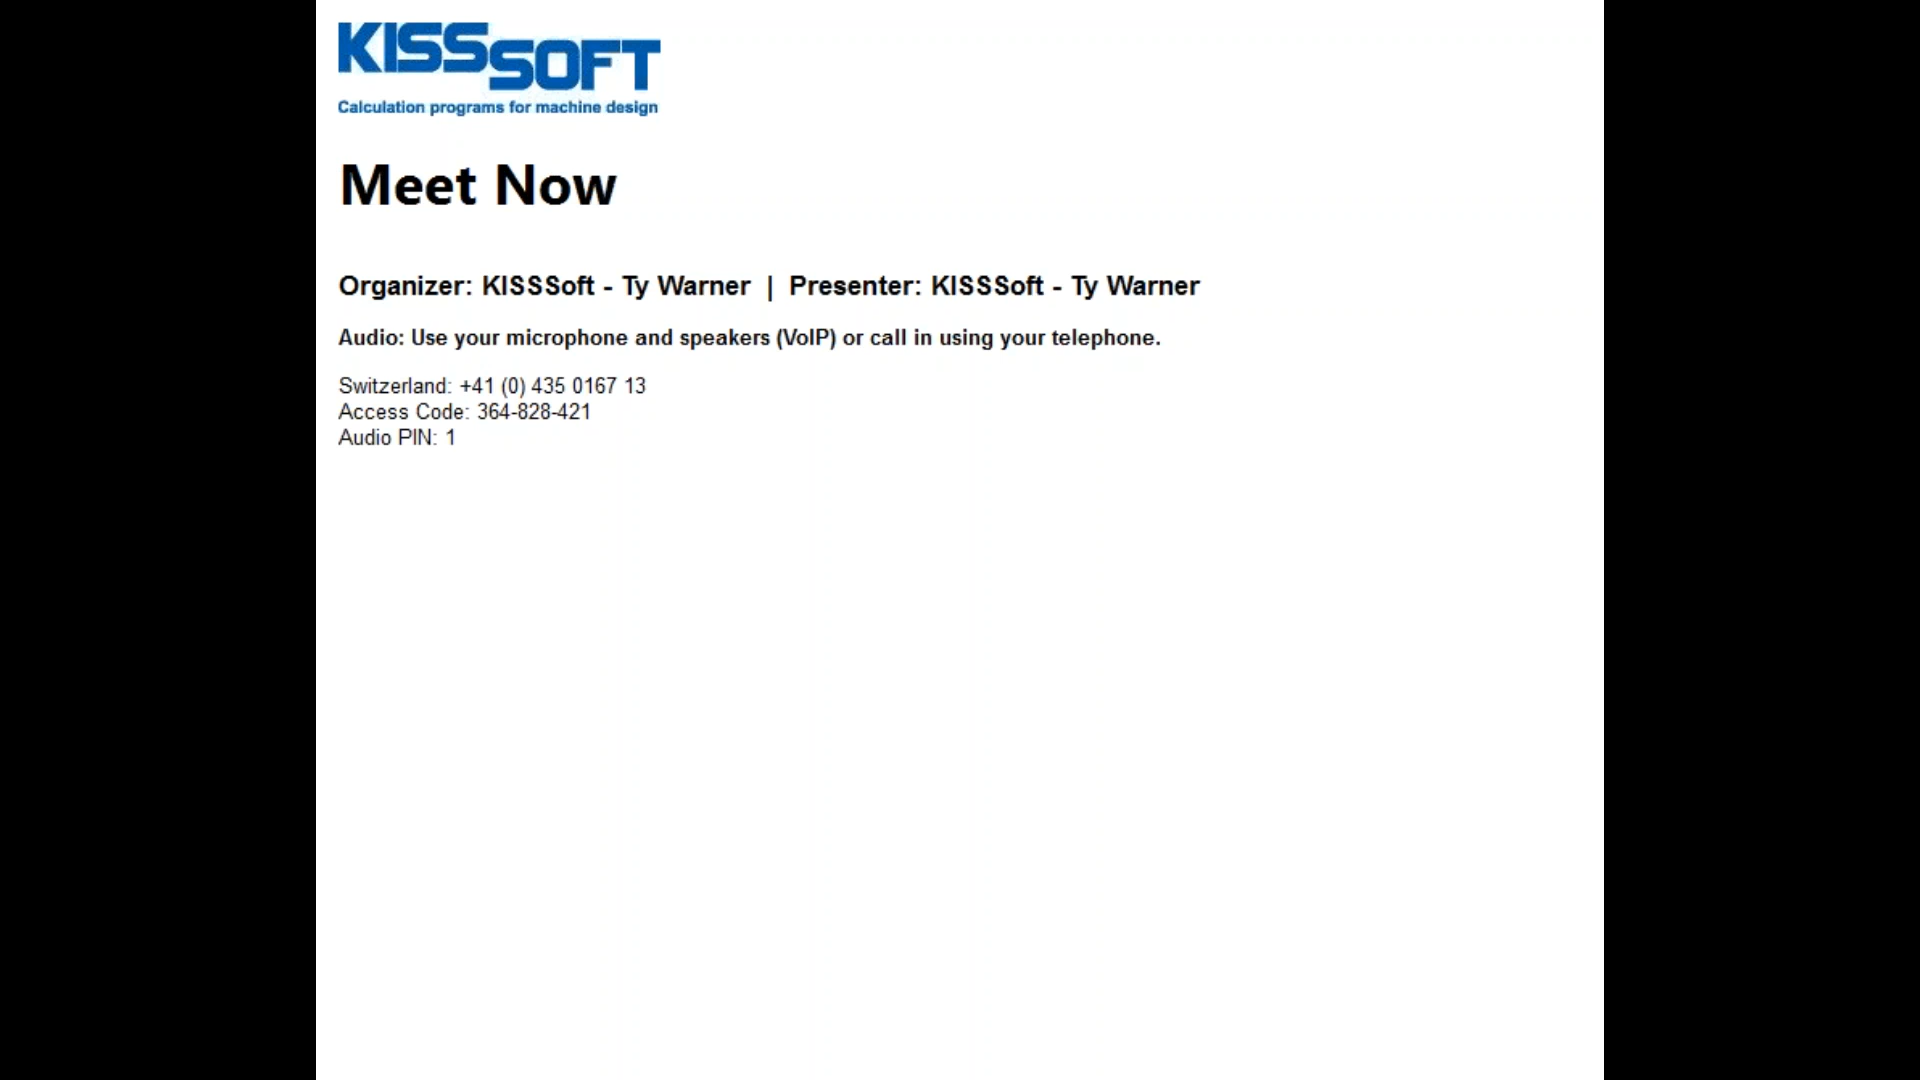 KISSSOFT
Calculation programs for machine design
Meet Now
Organizer: KISSSoft - Ty Warner | Presenter: KISSSoft - Ty Warner
Audio: Use your microphone and speakers (VoIP) or call in using your telephone.
Switzerland: +41 (0) 435 0167 13
Access Code: 364-828-421
Audio PIN: 1